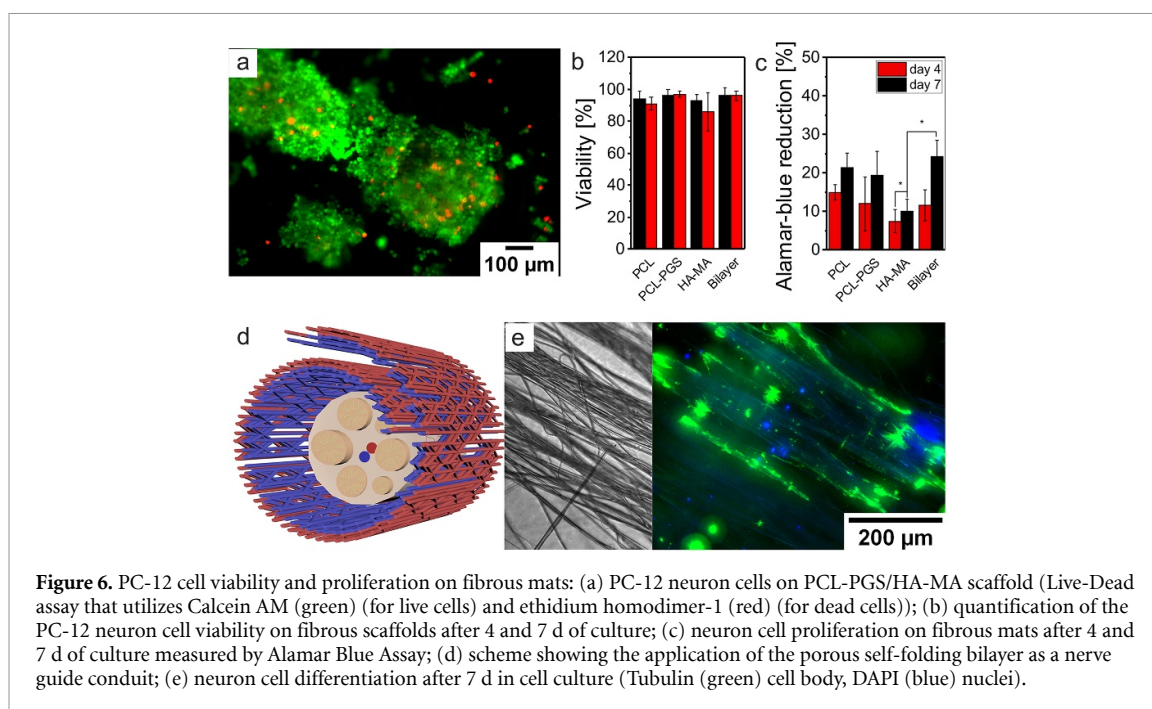 a
100 µm
b
Viability [%]
120
100
80
60
40
20
0
PCL
PCL-PGS
HA-MA
Bilayer
c
Alamar-blue reduction [%]
50
40
30
20
10
0
day 4
day 7
*
*
PCL
PCL-PGS
HA-MA
Bilayer
d
e
200 µm
Figure 6. PC-12 cell viability and proliferation on fibrous mats: (a) PC-12 neuron cells on PCL-PGS/HA-MA scaffold (Live-Dead
assay that utilizes Calcein AM (green) (for live cells) and ethidium homodimer-1 (red) (for dead cells)); (b) quantification of the
PC-12 neuron cell viability on fibrous scaffolds after 4 and 7 d of culture; (c) neuron cell proliferation on fibrous mats after 4 and
7 d of culture measured by Alamar Blue Assay; (d) scheme showing the application of the porous self-folding bilayer as a nerve
guide conduit; (e) neuron cell differentiation after 7 d in cell culture (Tubulin (green) cell body, DAPI (blue) nuclei).